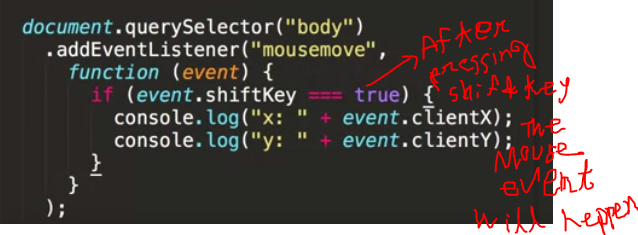 document.querySelector("body")
.addEventListener("mousemove",
function (event) {
if (event.shiftKey === true) {
console.log("x: " + event.clientX);
console.log("y: " + event.clientY);
}
}
);
After
pressing
shift key
The
Mouse
event
will heppen